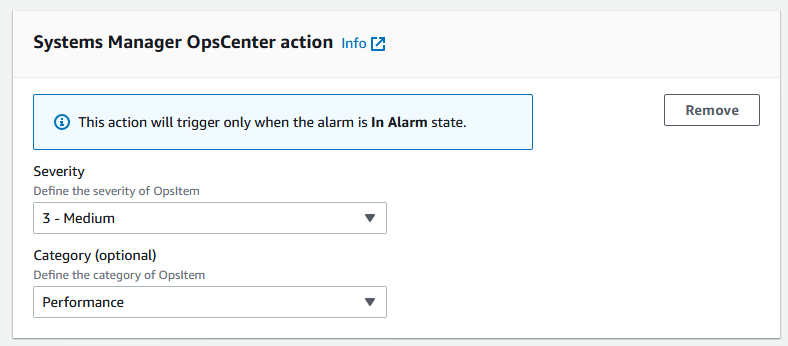 Systems Manager OpsCenter action Info
This action will trigger only when the alarm is In Alarm state.
Remove
Severity
Define the severity of OpsItem
3 - Medium
Category (optional)
Define the category of OpsItem
Performance